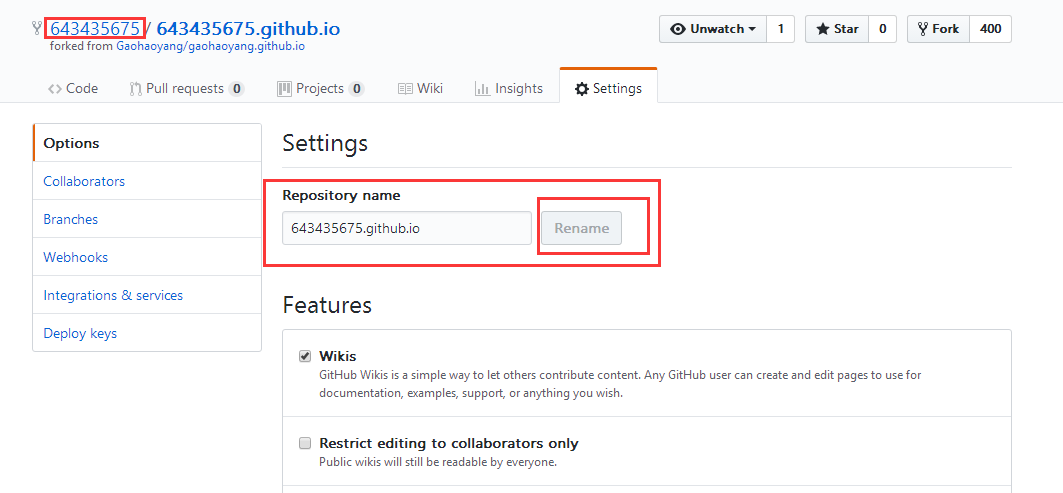 643435675 / 643435675.github.io
Unwatch 1 Star 0 Fork 400
forked from Gaohaoyang/gaohaoyang.github.io
Code Pull requests 0 Projects 0 Wiki Insights Settings
Options
Collaborators
Branches
Webhooks
Integrations & services
Deploy keys
Settings
Repository name
643435675.github.io Rename
Features
Wikis
GitHub Wikis is a simple way to let others contribute content. Any GitHub user can create and edit pages to use for
documentation, examples, support, or anything you wish.
Restrict editing to collaborators only
Public wikis will still be readable by everyone.